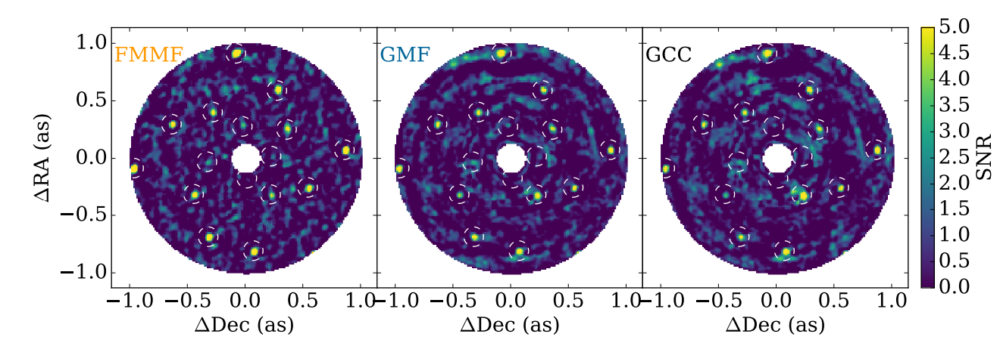 FMMF
GMF
GCC
1.0
0.5
0.0
−0.5
−1.0
ΔRA (as)
−1.0 −0.5 0.0 0.5 1.0
−1.0 −0.5 0.0 0.5 1.0
−1.0 −0.5 0.0 0.5 1.0
ΔDec (as)
ΔDec (as)
ΔDec (as)
5.0
4.5
4.0
3.5
3.0
2.5
2.0
1.5
1.0
0.5
0.0
SNR